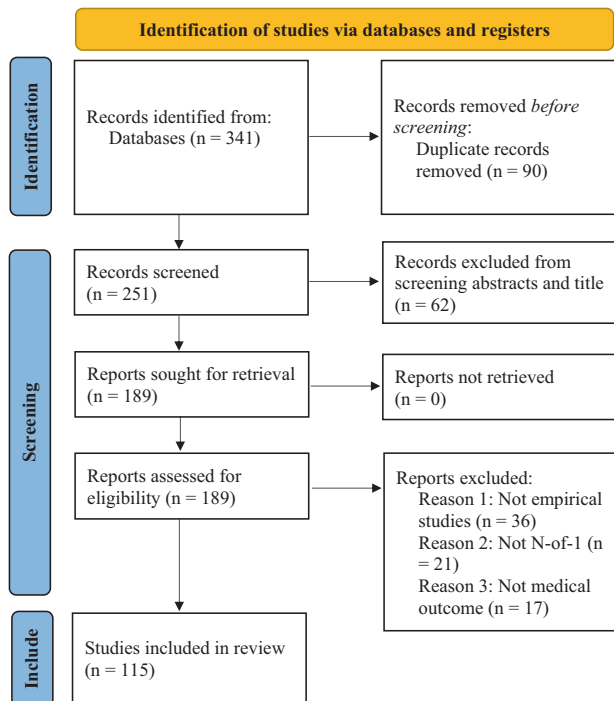 Identification of studies via databases and registers
Identification
Records identified from:
Databases (n = 341)
Records removed before
screening:
Duplicate records
removed (n = 90)
Screening
Records screened
(n = 251)
Records excluded from
screening abstracts and title
(n = 62)
Reports sought for retrieval
(n = 189)
Reports not retrieved
(n = 0)
Reports assessed for
eligibility (n = 189)
Reports excluded:
Reason 1: Not empirical
studies (n = 36)
Reason 2: Not N-of-1 (n
= 21)
Reason 3: Not medical
outcome (n = 17)
Include
Studies included in review
(n = 115)